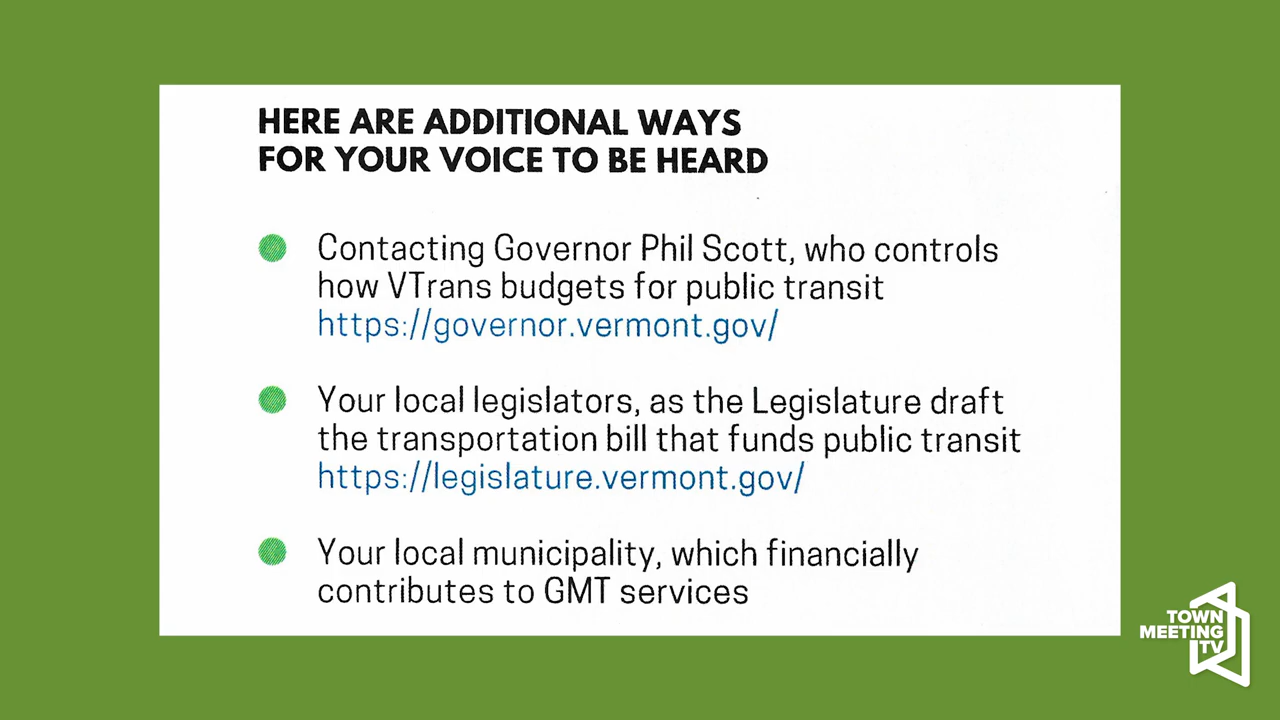 HERE ARE ADDITIONAL WAYS
FOR YOUR VOICE TO BE HEARD
Contacting Governor Phil Scott, who controls
how VTrans budgets for public transit
https://governor.vermont.gov/
Your local legislators, as the Legislature draft
the transportation bill that funds public transit
https://legislature.vermont.gov/
Your local municipality, which financially
contributes to GMT services
TOWN
MEETING
TV